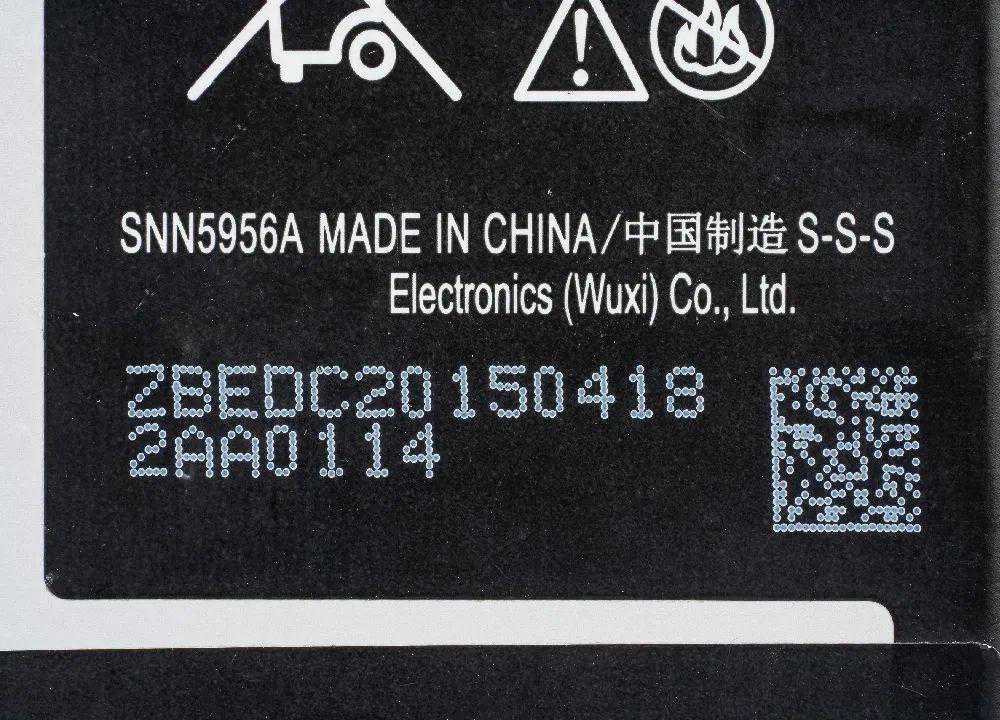 SNN5956A MADE IN CHINA/中国制造 S-S-S
Electronics (Wuxi) Co., Ltd.
ZBEDC20150418
2AA0114